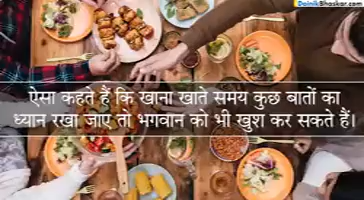 DainikBhaskar.com
ऐसा कहते हैं कि खाना खाते समय कुछ बातों का
ध्यान रखा जाए तो भगवान को भी खुश कर सकते हैं।